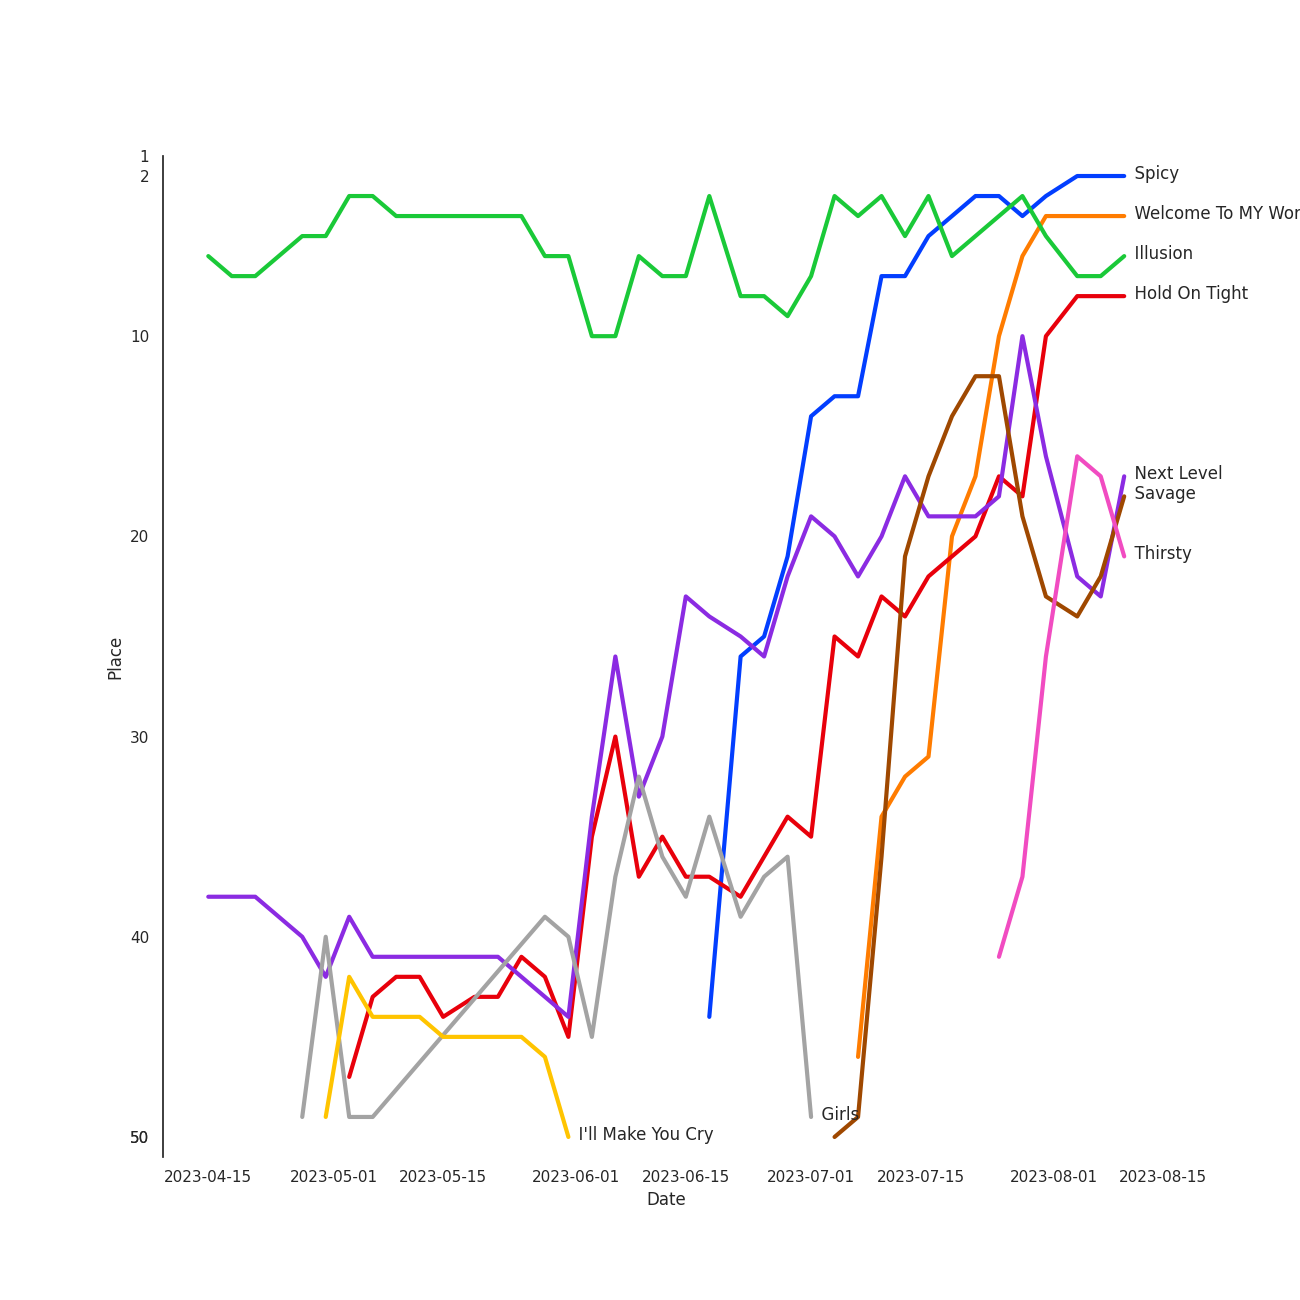 1
2
10
20
30
40
50
Place
Spicy
Welcome To MY Wor
Illusion
Hold On Tight
Next Level
Savage
Thirsty
Girls
I'll Make You Cry
2023-04-15
2023-05-01
2023-05-15
2023-06-01
2023-06-15
2023-07-01
2023-07-15
2023-08-01
2023-08-15
Date